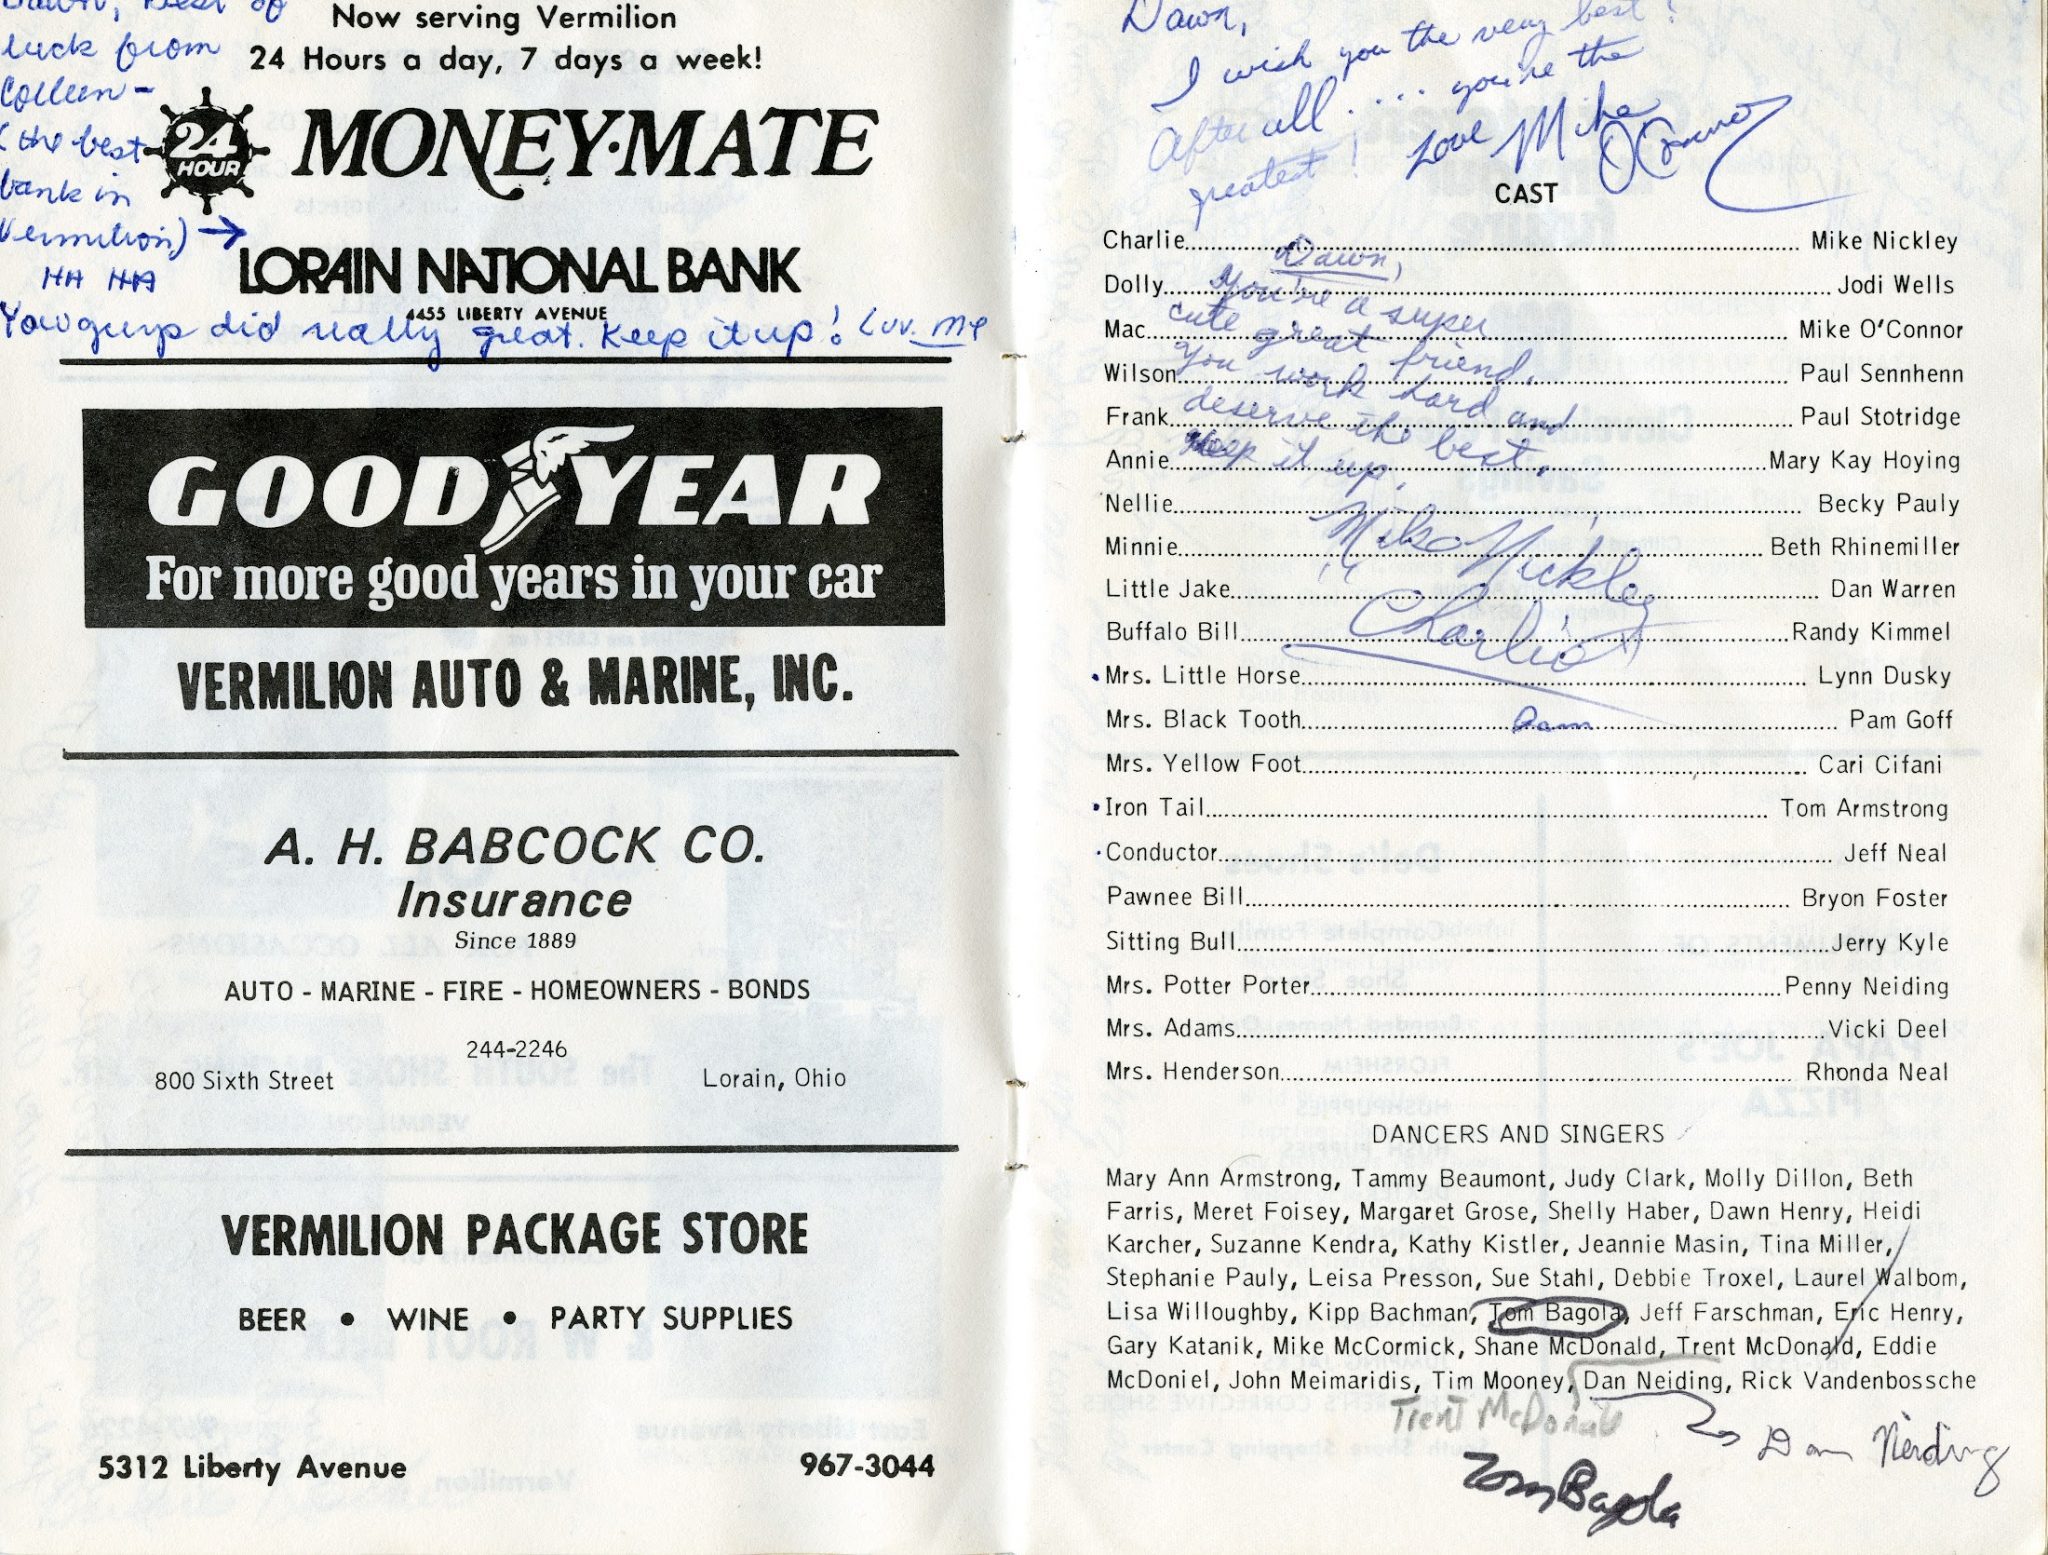 Dawn, Best of
luck from
Colleen -
(the best
bank in
Vermilion) →
HA HA
You guys did really great. Keep it up! Luv. Me
Now serving Vermilion
24 Hours a day, 7 days a week!
24 HOUR
MONEY·MATE
LORAIN NATIONAL BANK
4455 LIBERTY AVENUE
GOODYEAR
For more good years in your car
VERMILION AUTO & MARINE, INC.
A. H. BABCOCK CO.
Insurance
Since 1889
AUTO - MARINE - FIRE - HOMEOWNERS - BONDS
244-2246
800 Sixth Street Lorain, Ohio
VERMILION PACKAGE STORE
BEER • WINE • PARTY SUPPLIES
5312 Liberty Avenue 967-3044
Dawn,
I wish you the very best!
After all.... you're the
greatest! Love Mike O'Connor
CAST
Charlie Mike Nickley
Dolly Jodi Wells
Mac Mike O'Connor
Wilson Paul Sennhenn
Frank Paul Stotridge
Annie Mary Kay Hoying
Nellie Becky Pauly
Minnie Beth Rhinemiller
Little Jake Dan Warren
Buffalo Bill Randy Kimmel
Mrs. Little Horse Lynn Dusky
Mrs. Black Tooth Pam Goff
Mrs. Yellow Foot Cari Cifani
Iron Tail Tom Armstrong
Conductor Jeff Neal
Pawnee Bill Bryon Foster
Sitting Bull Jerry Kyle
Mrs. Potter Porter Penny Neiding
Mrs. Adams Vicki Deel
Mrs. Henderson Rhonda Neal
Dawn,
You're a super
cute great friend.
You work hard and
deserve the best.
Keep it up.
Mike Nickley
"Charlie"
Pam
DANCERS AND SINGERS
Mary Ann Armstrong, Tammy Beaumont, Judy Clark, Molly Dillon, Beth
Farris, Meret Foisey, Margaret Grose, Shelly Haber, Dawn Henry, Heidi
Karcher, Suzanne Kendra, Kathy Kistler, Jeannie Masin, Tina Miller,
Stephanie Pauly, Leisa Presson, Sue Stahl, Debbie Troxel, Laurel Walbom,
Lisa Willoughby, Kipp Bachman, Tom Bagola, Jeff Farschman, Eric Henry,
Gary Katanik, Mike McCormick, Shane McDonald, Trent McDonald, Eddie
McDoniel, John Meimaridis, Tim Mooney, Dan Neiding, Rick Vandenbossche
Trent McDonald
Dan Neiding
Tom Bagola